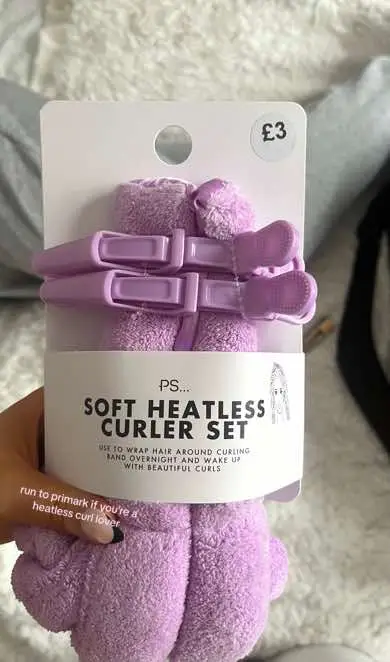 £3
PS...
SOFT HEATLESS
CURLER SET
USE TO WRAP HAIR AROUND CURLING
BAND OVERNIGHT AND WAKE UP
WITH BEAUTIFUL CURLS
run to primark if you're a
heatless curl lover